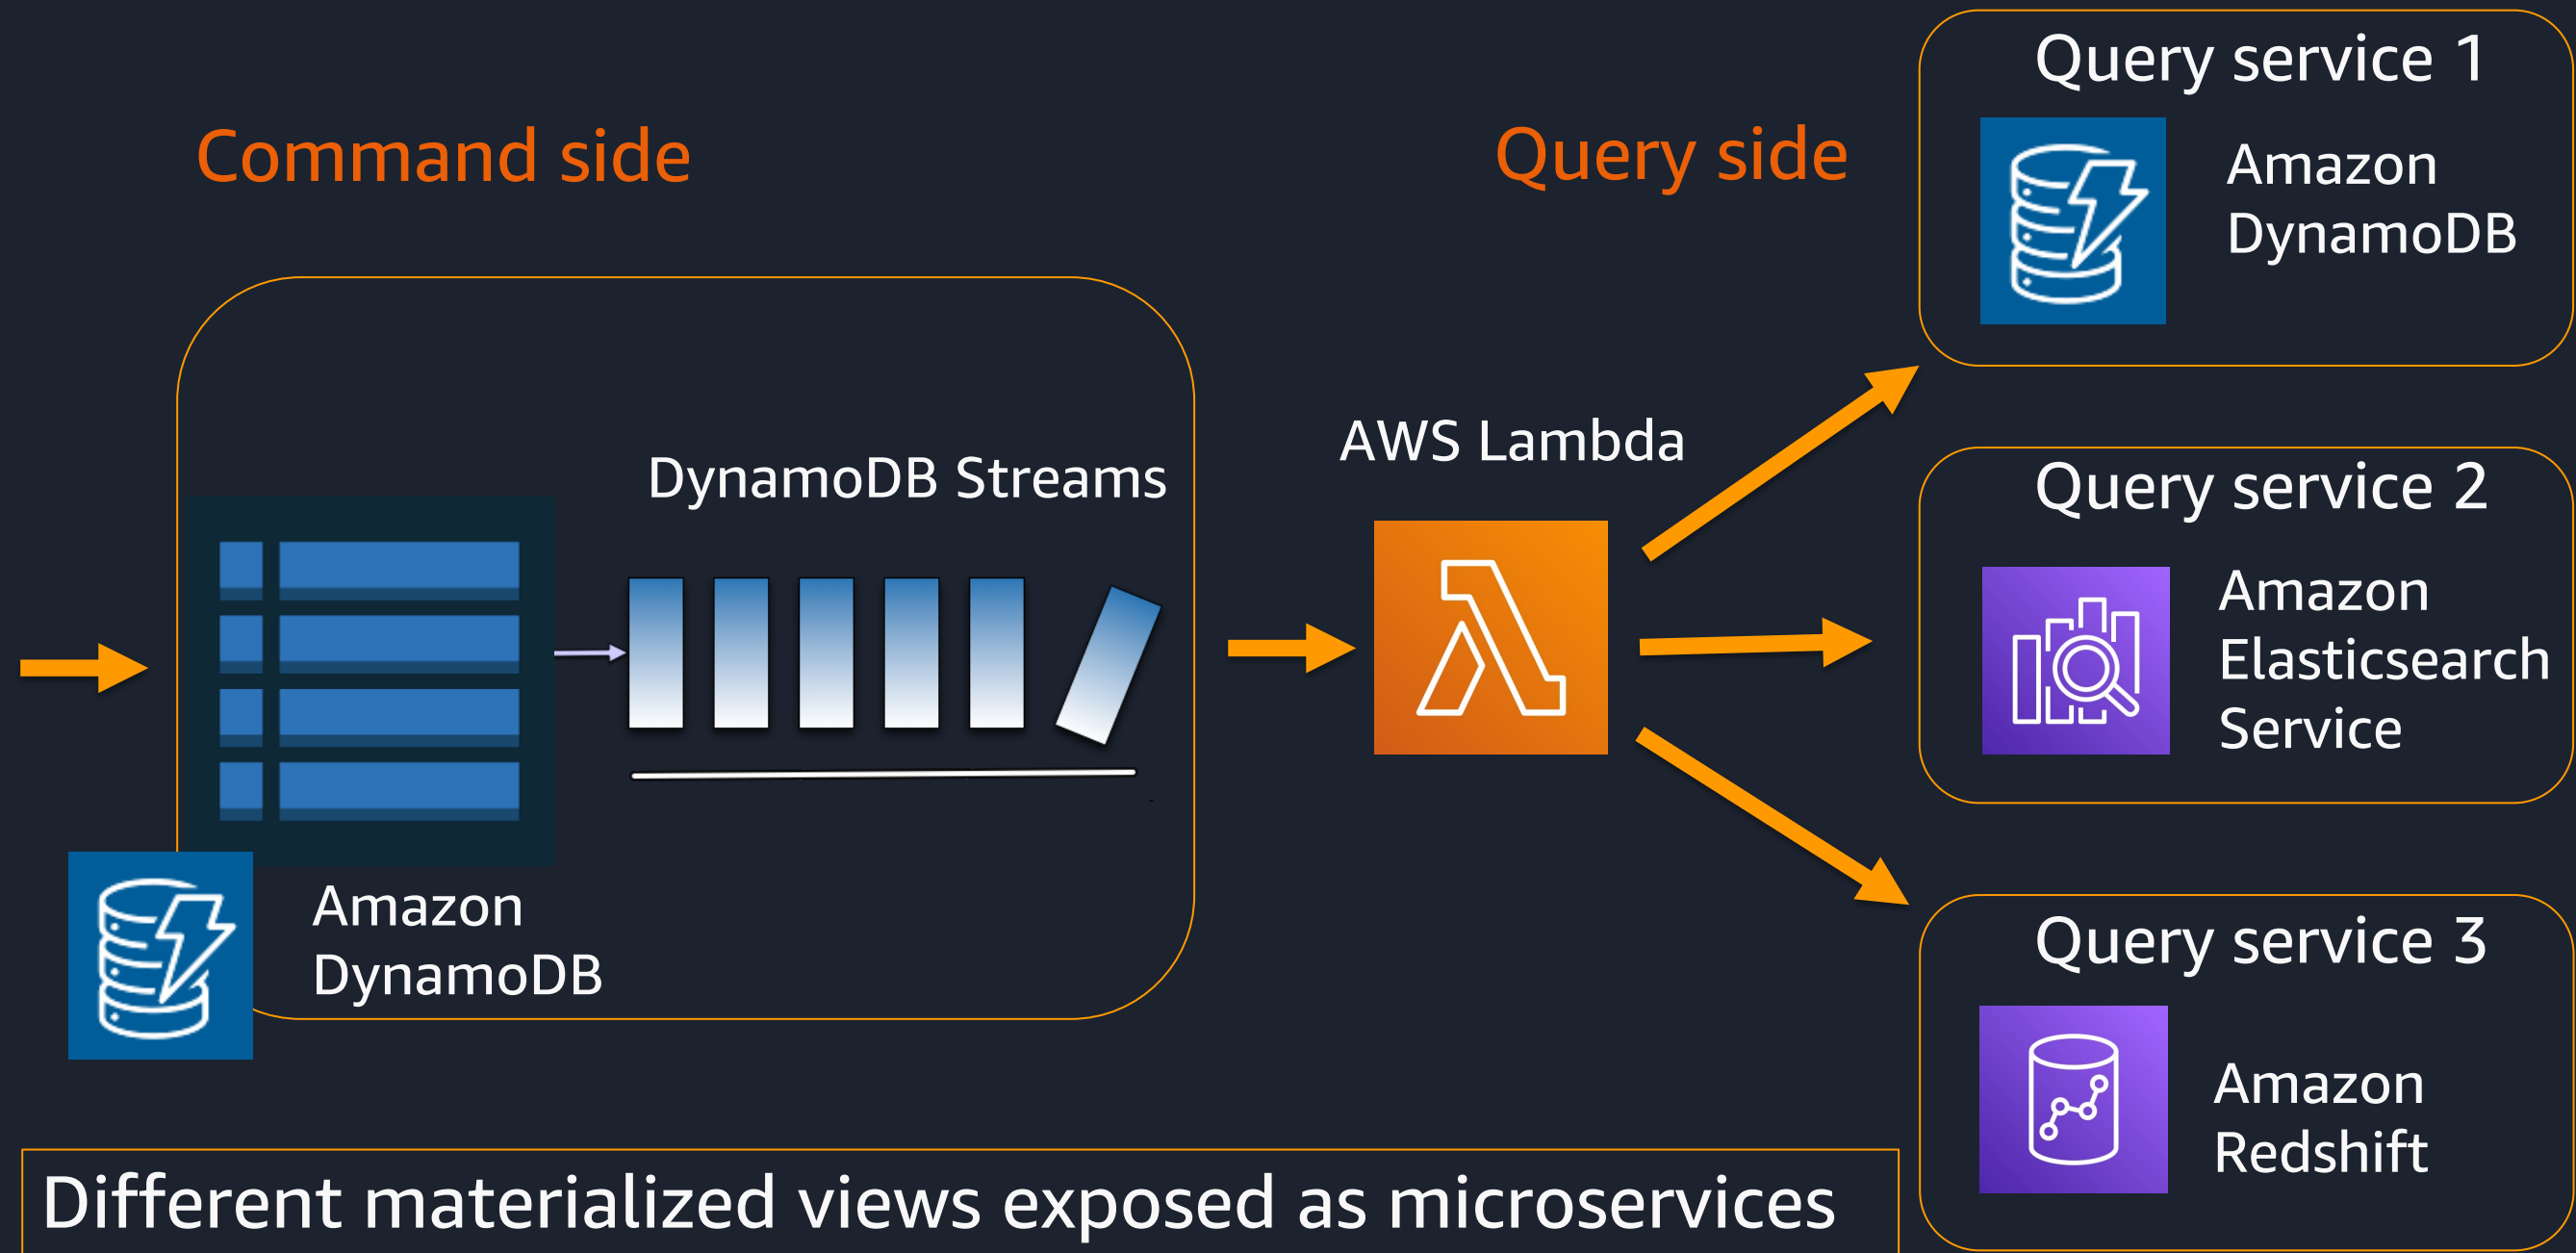 Command side
Query side
DynamoDB Streams
Amazon
DynamoDB
AWS Lambda
Query service 1
Amazon
DynamoDB
Query service 2
Amazon
Elasticsearch
Service
Query service 3
Amazon
Redshift
Different materialized views exposed as microservices